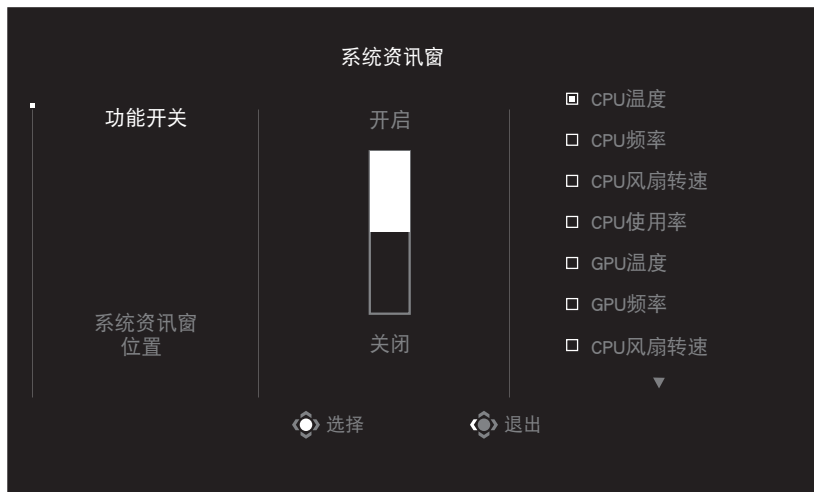 系统资讯窗
功能开关
系统资讯窗
位置
开启
关闭
CPU温度
CPU频率
CPU风扇转速
CPU使用率
GPU温度
GPU频率
CPU风扇转速
选择
退出